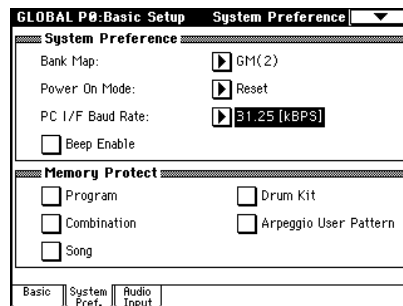 GLOBAL P0:Basic Setup System Preference
System Preference
Bank Map: GM(2)
Power On Mode: Reset
PC I/F Baud Rate: 31.25 [kBPS]
Beep Enable
Memory Protect
Program Drum Kit
Combination Arpeggio User Pattern
Song
Basic System Pref. Audio Input